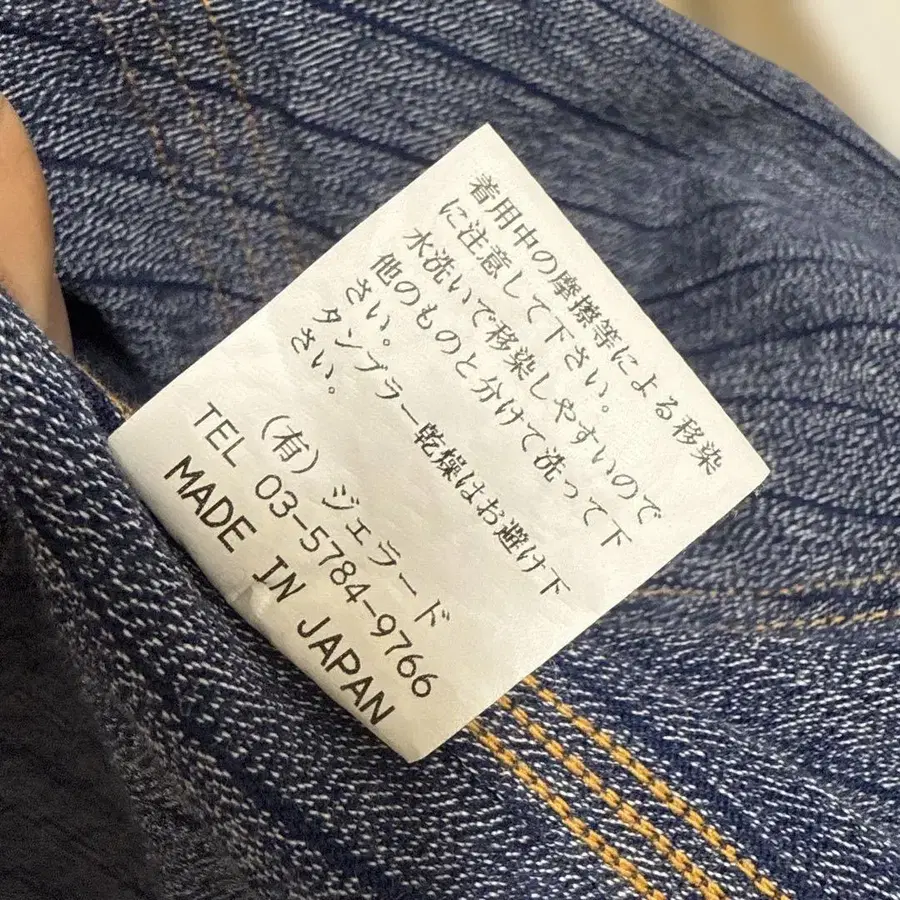 着用中の摩擦等による移染
に注意して下さい。
水洗いで移染しやすいので
他のものと分けて洗って下
さい。
タンブラー乾燥はお避け下
さい。
(有)ジェラード
TEL 03-5784-9766
MADE IN JAPAN